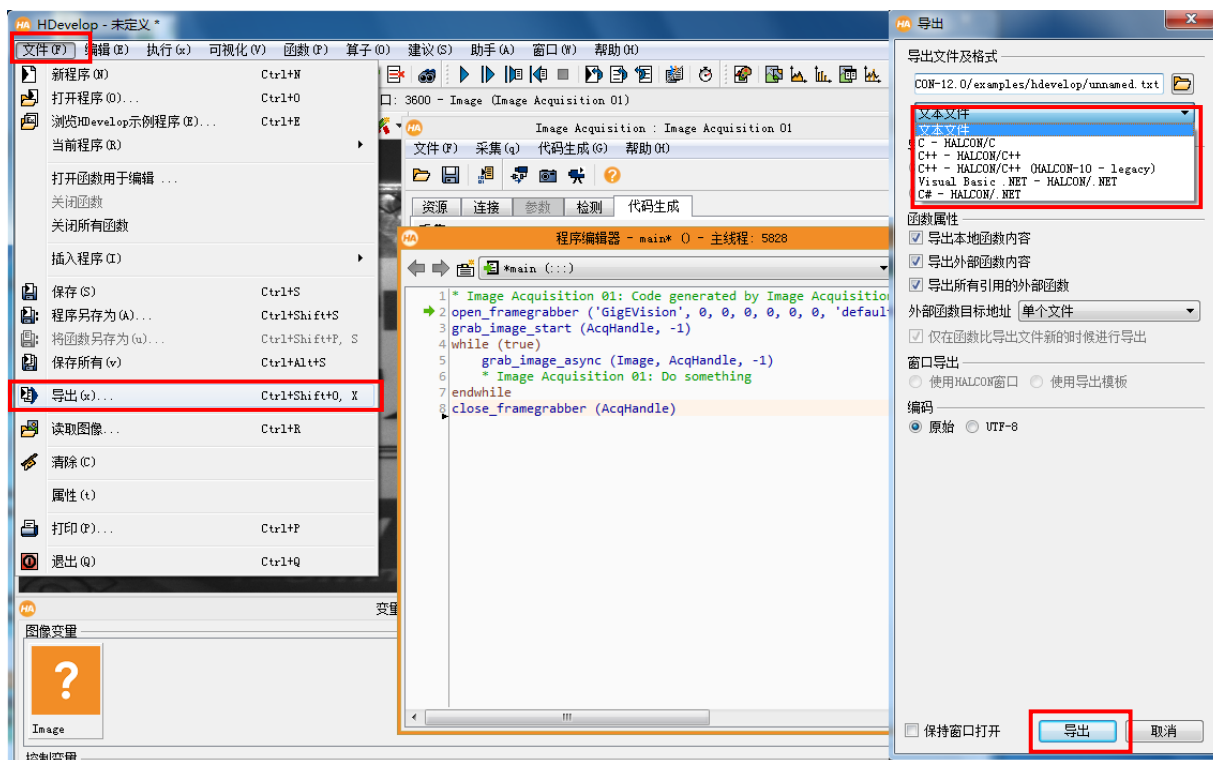 HDevelop - 未定义 *
文件(F) 编辑(E) 执行(x) 可视化(V) 函数(P) 算子(O) 建议(S) 助手(A) 窗口(W) 帮助(H)
新程序(N) Ctrl+N
打开程序(O)... Ctrl+O
浏览HDevelop示例程序(E)... Ctrl+E
当前程序(R)
打开函数用于编辑 ...
关闭函数
关闭所有函数
插入程序(I)
保存(S) Ctrl+S
程序另存为(A)... Ctrl+Shift+S
将函数另存为(u)... Ctrl+Shift+P, S
保存所有(v) Ctrl+Alt+S
导出(x)... Ctrl+Shift+O, X
读取图像... Ctrl+R
清除(C)
属性(t)
打印(P)... Ctrl+P
退出(Q) Ctrl+Q
图像变量
?
Image
口: 3600 - Image (Image Acquisition 01)
Image Acquisition : Image Acquisition 01
文件(F) 采集(q) 代码生成(G) 帮助(H)
资源 连接 参数 检测 代码生成
程序编辑器 - main* () - 主线程: 5828
*main (:::)
1 * Image Acquisition 01: Code generated by Image Acquisitio
2 open_framegrabber ('GigEVision', 0, 0, 0, 0, 0, 0, 'defaul
3 grab_image_start (AcqHandle, -1)
4 while (true)
5 grab_image_async (Image, AcqHandle, -1)
6 * Image Acquisition 01: Do something
7 endwhile
8 close_framegrabber (AcqHandle)
导出
导出文件及格式
CON-12.0/examples/hdevelop/unnamed.txt
文本文件
文本文件
C - HALCON/C
C++ - HALCON/C++
C++ - HALCON/C++ (HALCON-10 - legacy)
Visual Basic .NET - HALCON/.NET
C# - HALCON/.NET
函数属性
导出本地函数内容
导出外部函数内容
导出所有引用的外部函数
外部函数目标地址 单个文件
仅在函数比导出文件新的时候进行导出
窗口导出
使用HALCON窗口 使用导出模板
编码
原始 UTF-8
保持窗口打开 导出 取消